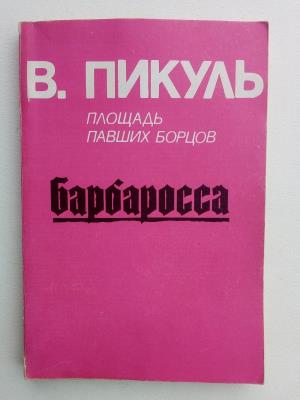 В. ПИКУЛЬ
ПЛОЩАДЬ
ПАВШИХ БОРЦОВ
Барбаросса